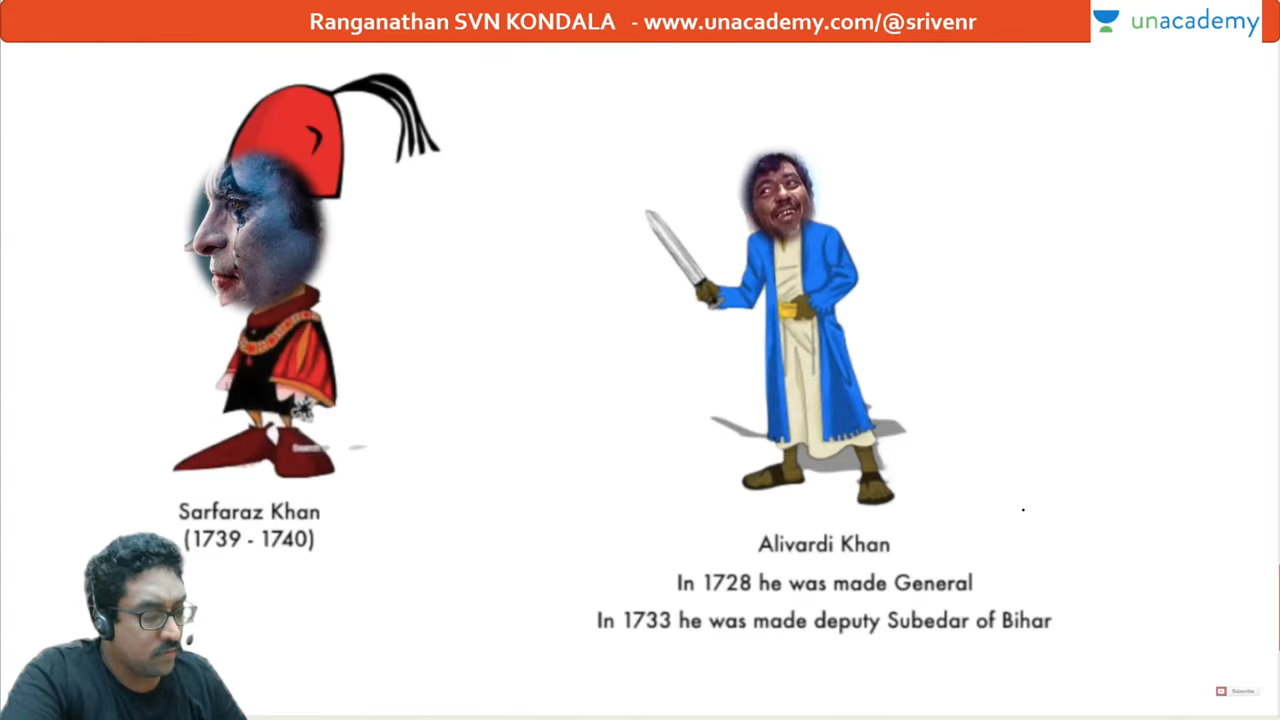 Ranganathan SVN KONDALA - www.unacademy.com/@srivenr
unacademy
Sarfaraz Khan
(1739 - 1740)
Alivardi Khan
In 1728 he was made General
In 1733 he was made deputy Subedar of Bihar
Subscribe